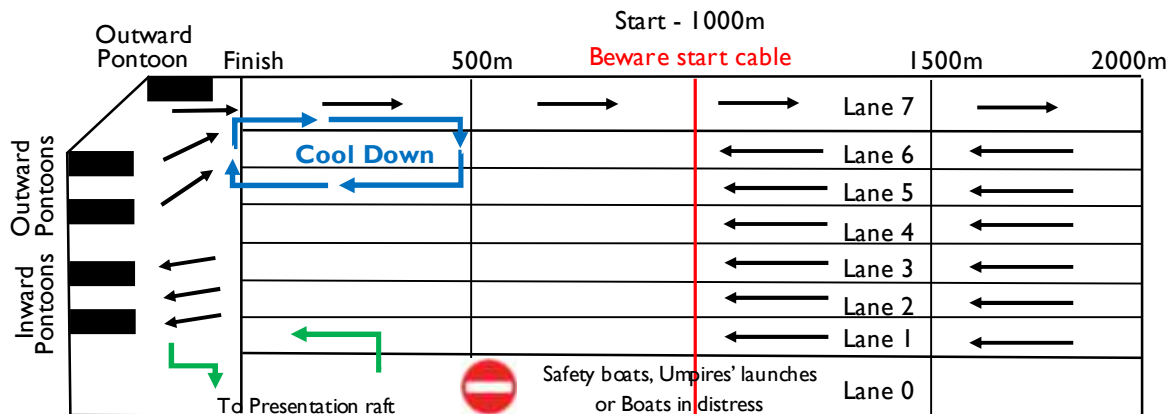 Start - 1000m
Outward
Pontoon
Finish
500m
Beware start cable
1500m
2000m
Lane 7
Cool Down
Lane 6
Lane 5
Outward
Pontoons
Lane 4
Lane 3
Inward
Pontoons
Lane 2
Lane 1
Safety boats, Umpires' launches
or Boats in distress
Lane 0
To Presentation raft